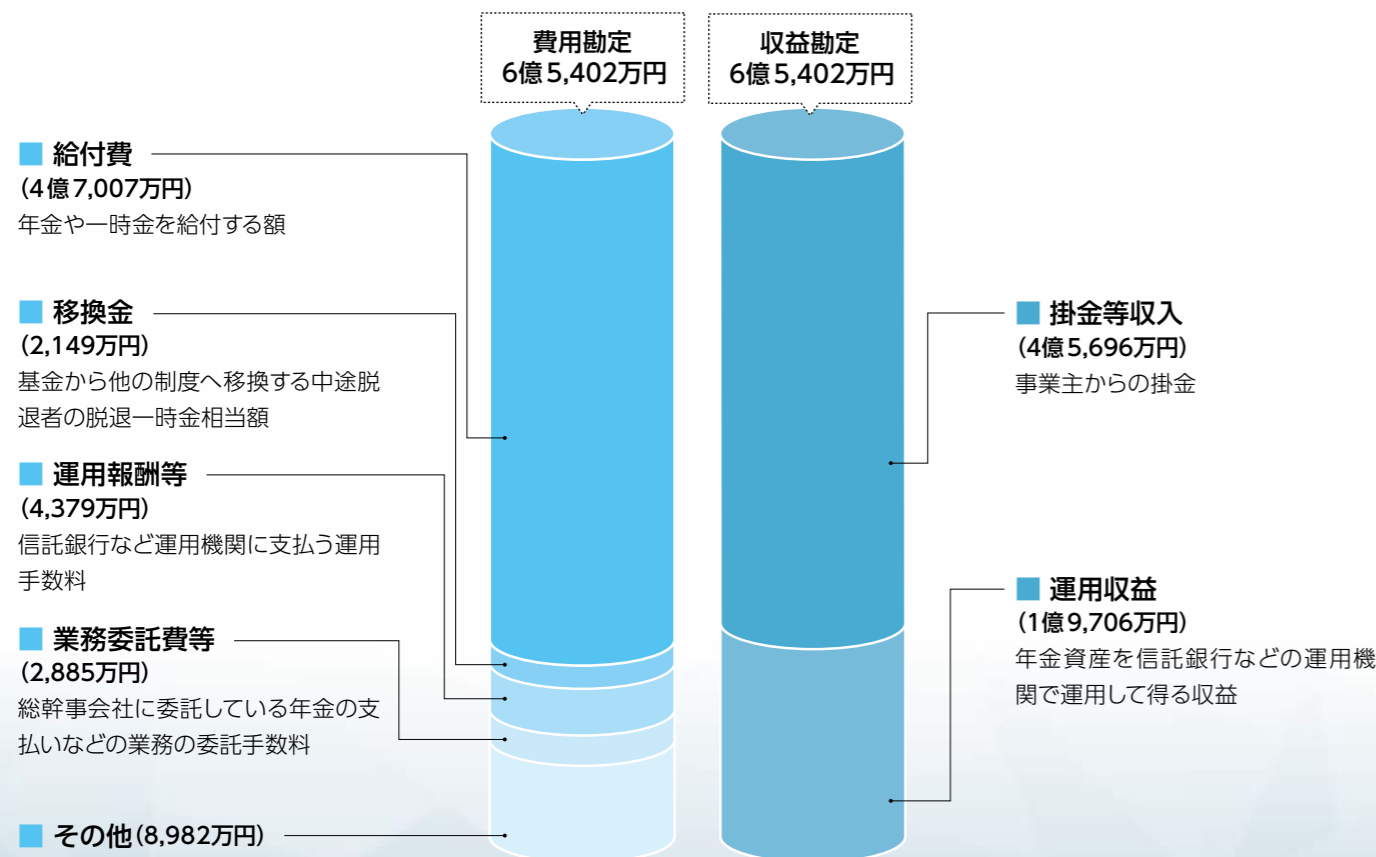 費用勘定
6億5,402万円
収益勘定
6億5,402万円
給付費
(4億7,007万円)
年金や一時金を給付する額
移換金
(2,149万円)
基金から他の制度へ移換する中途脱
退者の脱退一時金相当額
運用報酬等
(4,379万円)
信託銀行など運用機関に支払う運用
手数料
業務委託費等
(2,885万円)
総幹事会社に委託している年金の支
払いなどの業務の委託手数料
その他(8,982万円)
掛金等収入
(4億5,696万円)
事業主からの掛金
運用収益
(1億9,706万円)
年金資産を信託銀行などの運用機
関で運用して得る収益